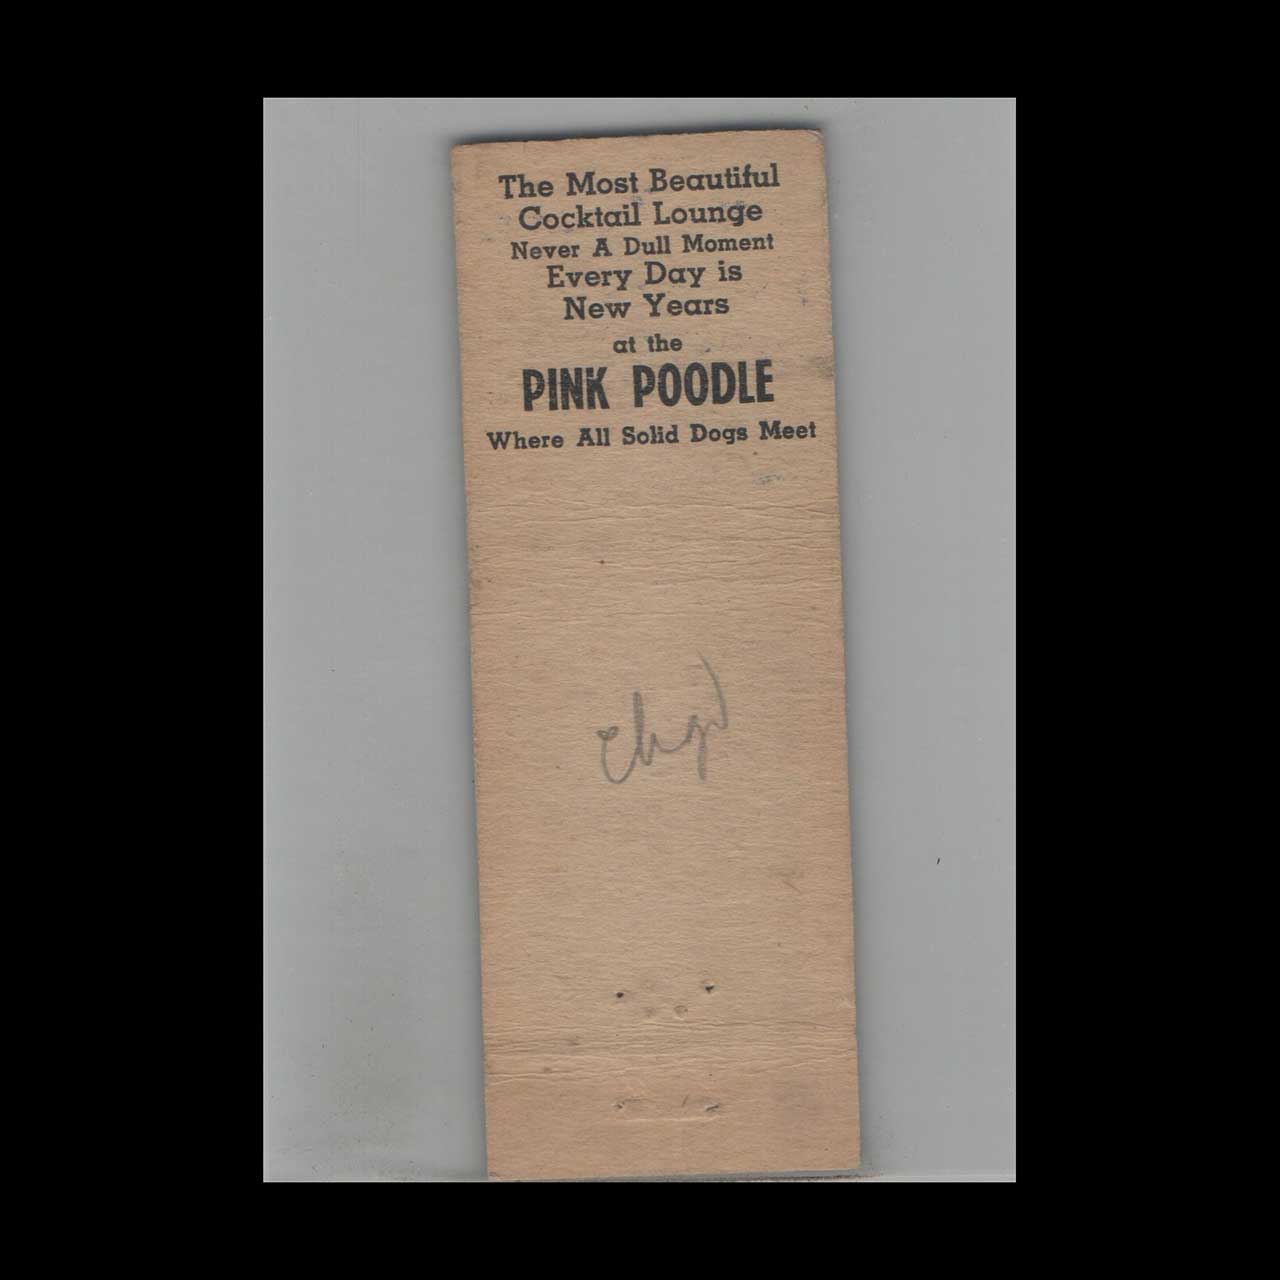 The Most Beautiful
Cocktail Lounge
Never A Dull Moment
Every Day is
New Years
at the
PINK POODLE
Where All Solid Dogs Meet